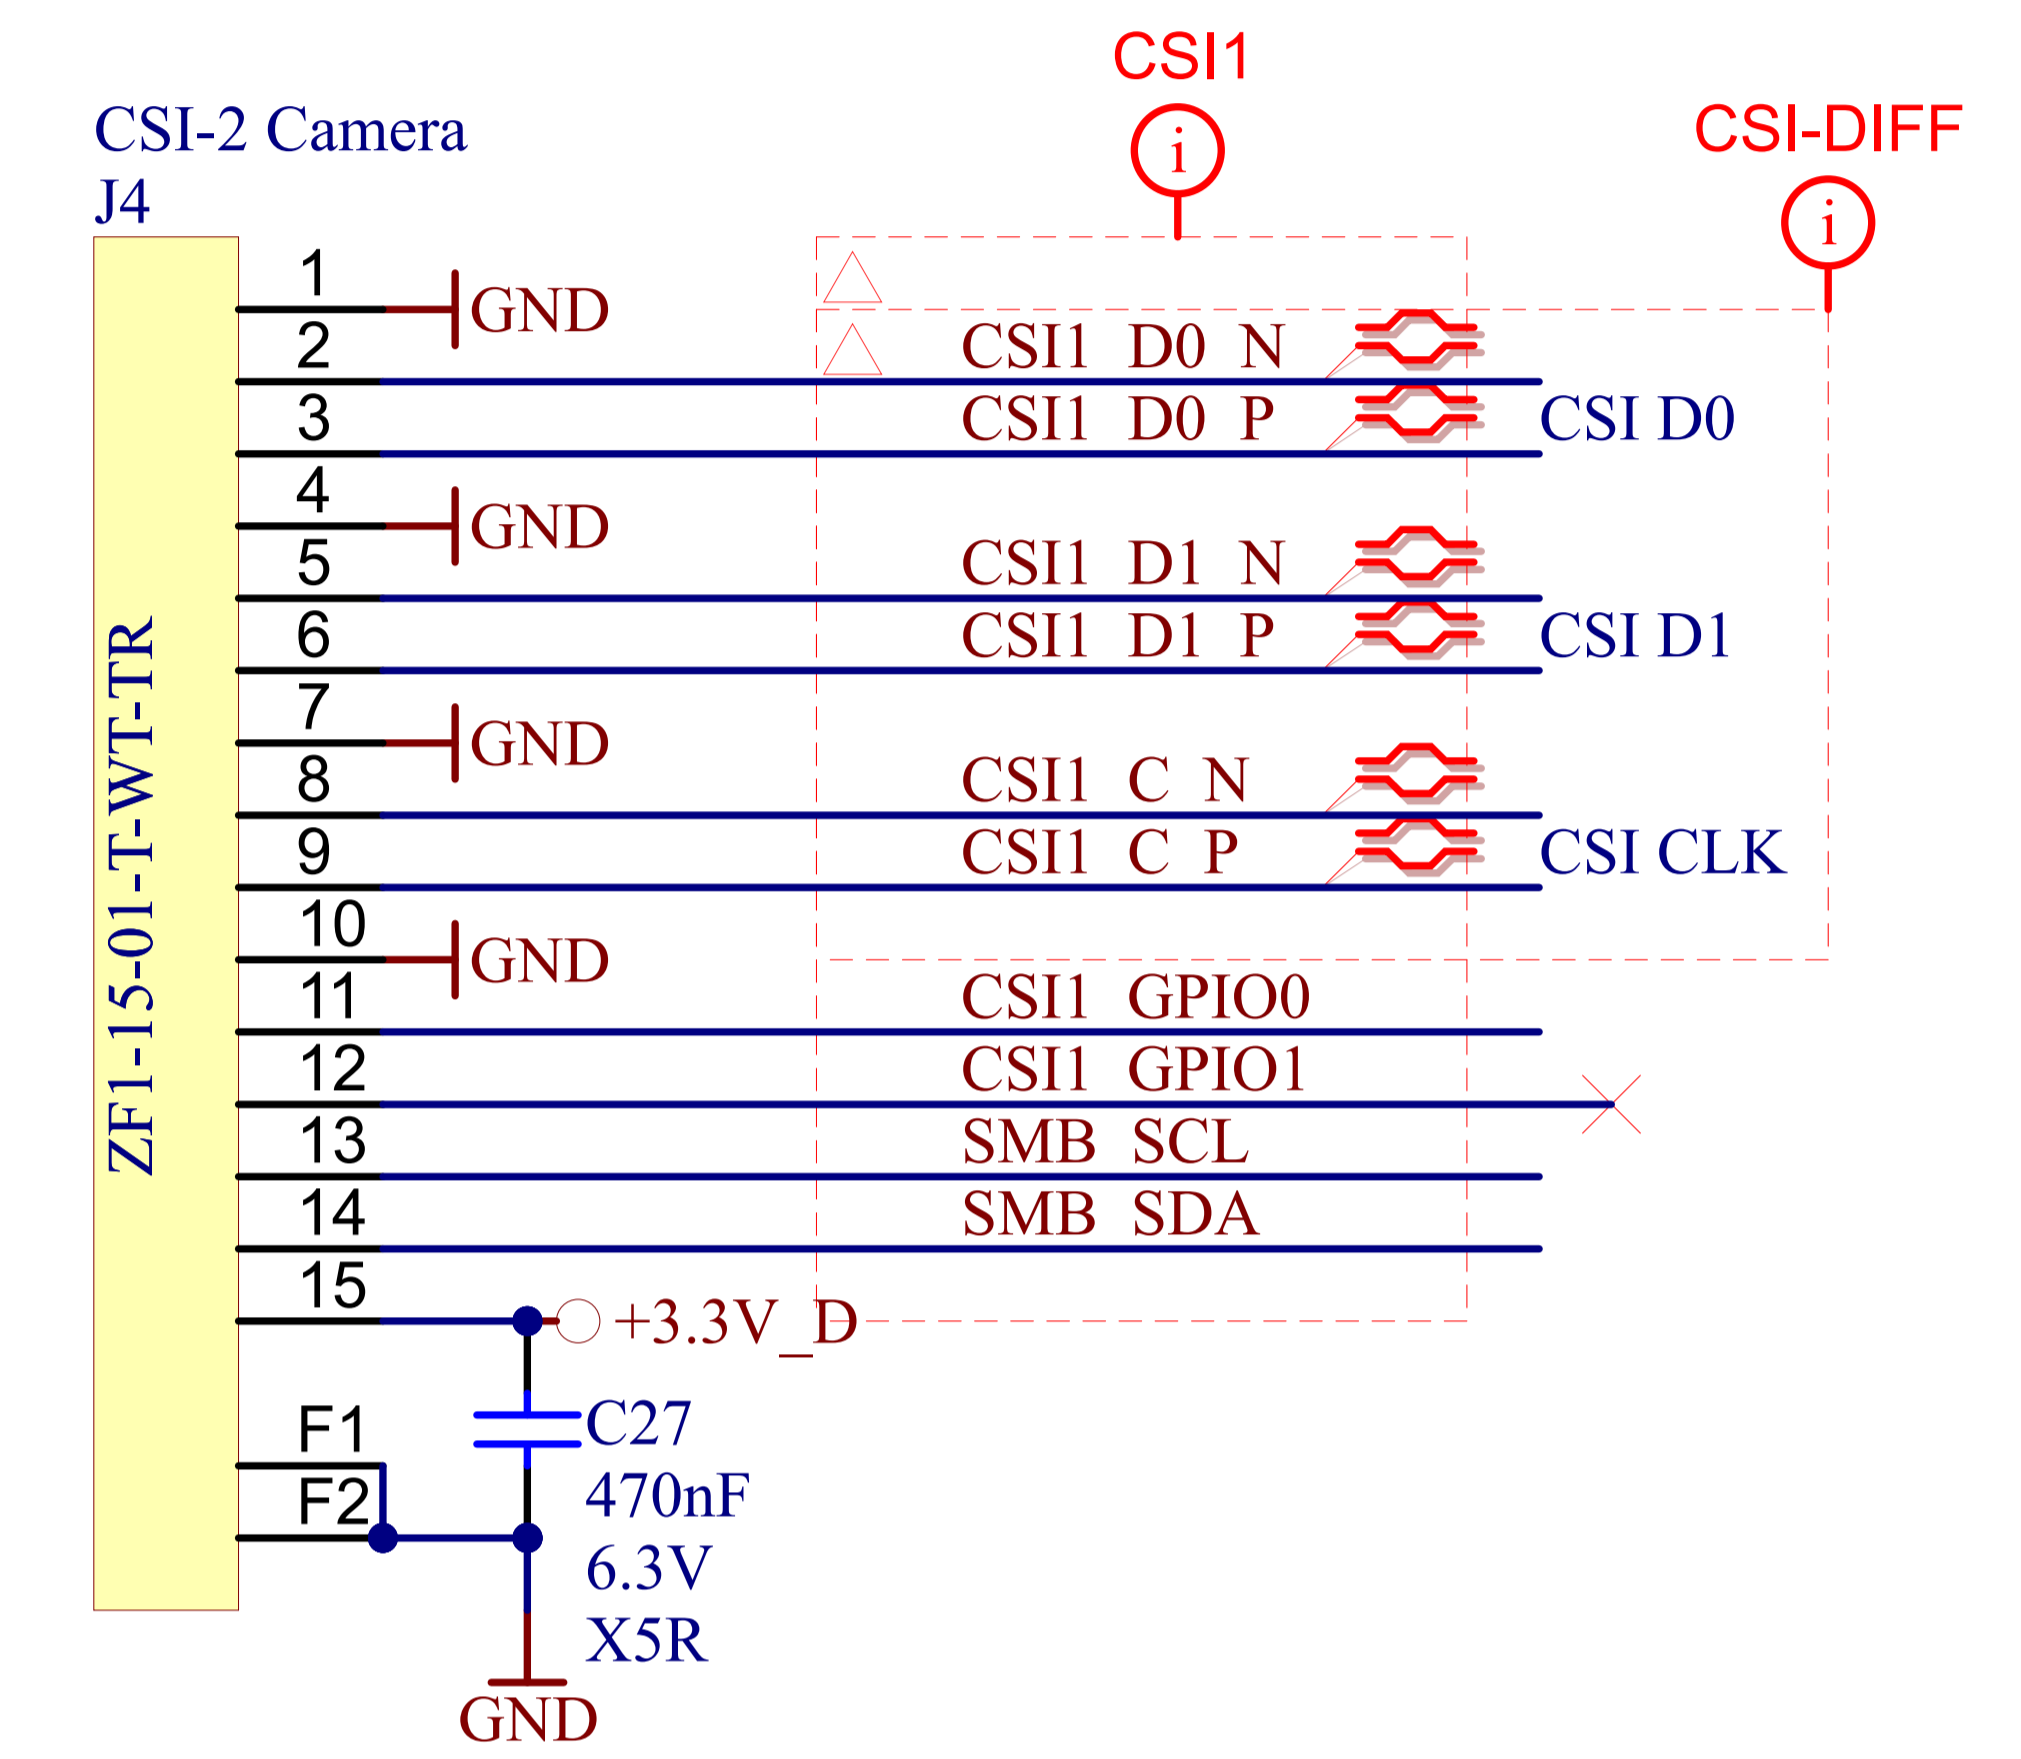 CSI1
CSI-DIFF
i
i
CSI-2 Camera
J4
ZF1-15-01-T-WT-TR
1 GND
2 CSI1 D0 N
3 CSI1 D0 P CSI D0
4 GND
5 CSI1 D1 N
6 CSI1 D1 P CSI D1
7 GND
8 CSI1 C N
9 CSI1 C P CSI CLK
10 GND
11 CSI1 GPIO0
12 CSI1 GPIO1
13 SMB SCL
14 SMB SDA
15 +3.3V_D
F1
F2
C27
470nF
6.3V
X5R
GND